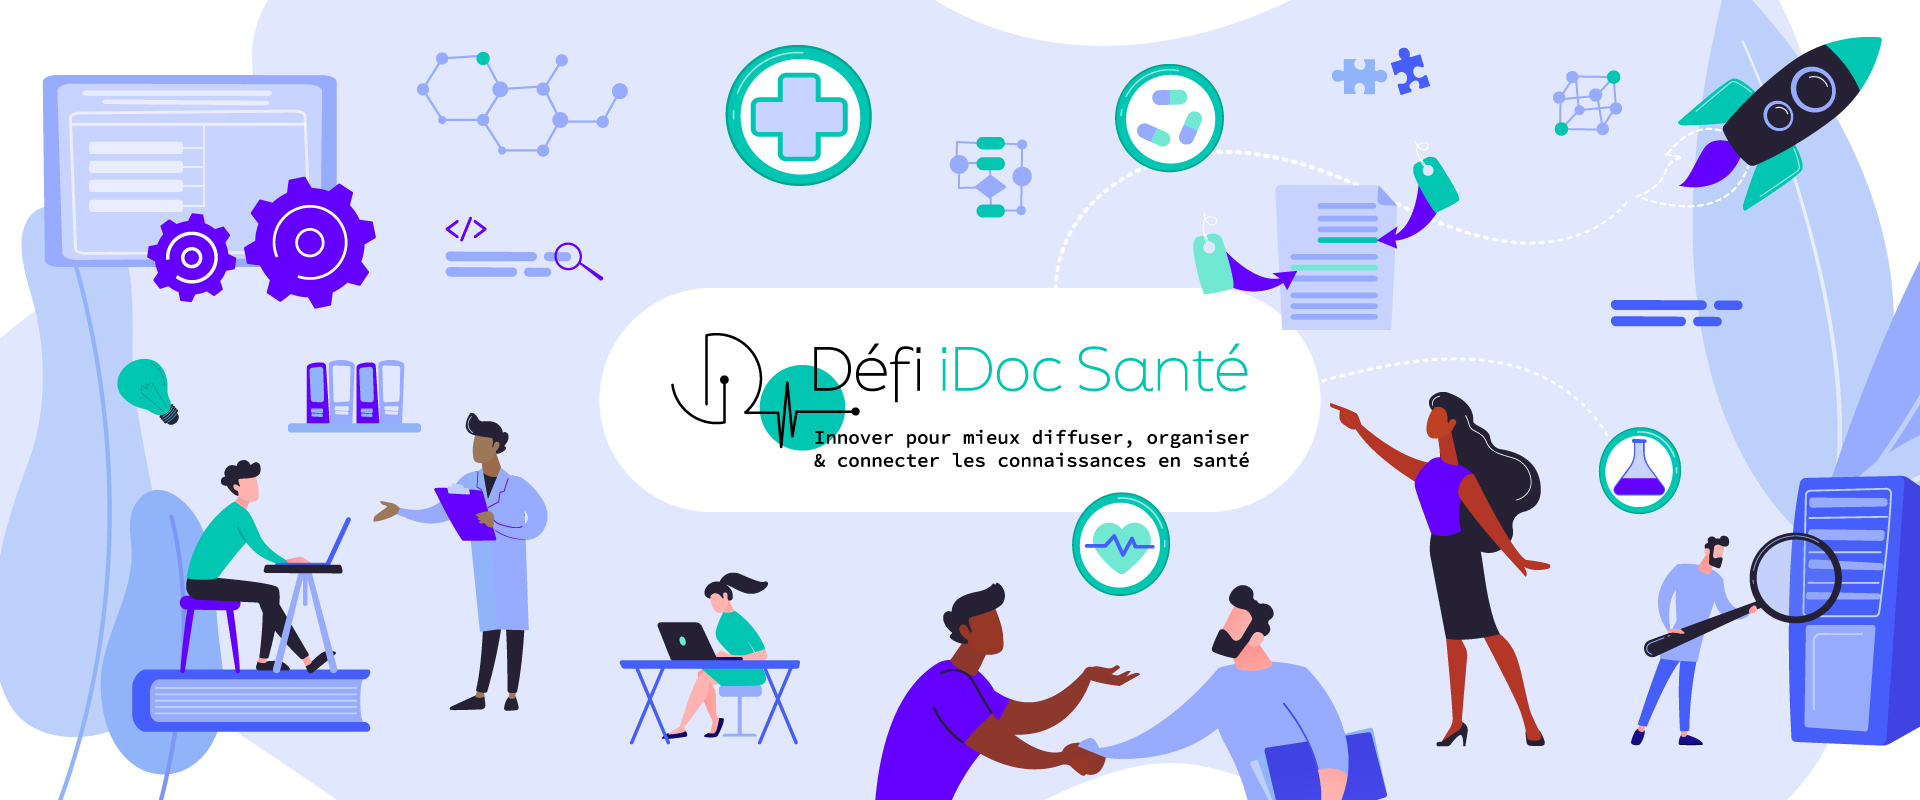 </>
Défi iDoc Santé
Innover pour mieux diffuser, organiser
& connecter les connaissances en santé